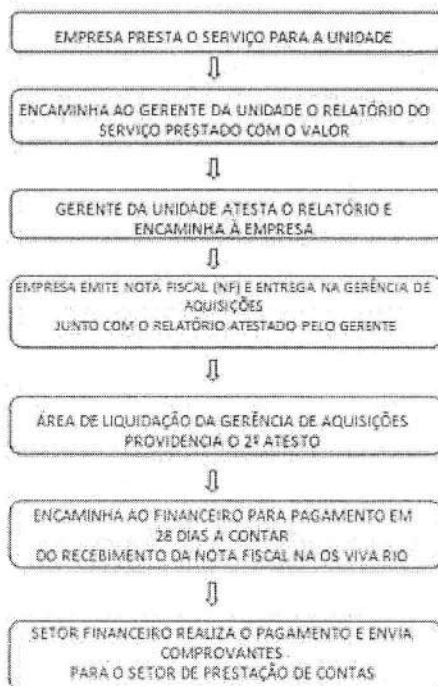 EMPRESA PRESTA O SERVIÇO PARA A UNIDADE
ENCAMINHA AO GERENTE DA UNIDADE O RELATÓRIO DO
SERVIÇO PRESTADO COM O VALOR
GERENTE DA UNIDADE ATESTA O RELATÓRIO E
ENCAMINHA À EMPRESA
EMPRESA EMITE NOTA FISCAL (NF) E ENTREGA NA GERÊNCIA DE
AQUISIÇÕES
JUNTO COM O RELATÓRIO ATESTADO PELO GERENTE
ÁREA DE LIQUIDAÇÃO DA GERÊNCIA DE AQUISIÇÕES
PROVIDENCIA O 2º ATESTO
ENCAMINHA AO FINANCEIRO PARA PAGAMENTO EM
28 DIAS A CONTAR
DO RECEBIMENTO DA NOTA FISCAL NA OS VIVA RIO
SETOR FINANCEIRO REALIZA O PAGAMENTO E ENVIA
COMPROVANTES
PARA O SETOR DE PRESTAÇÃO DE CONTAS